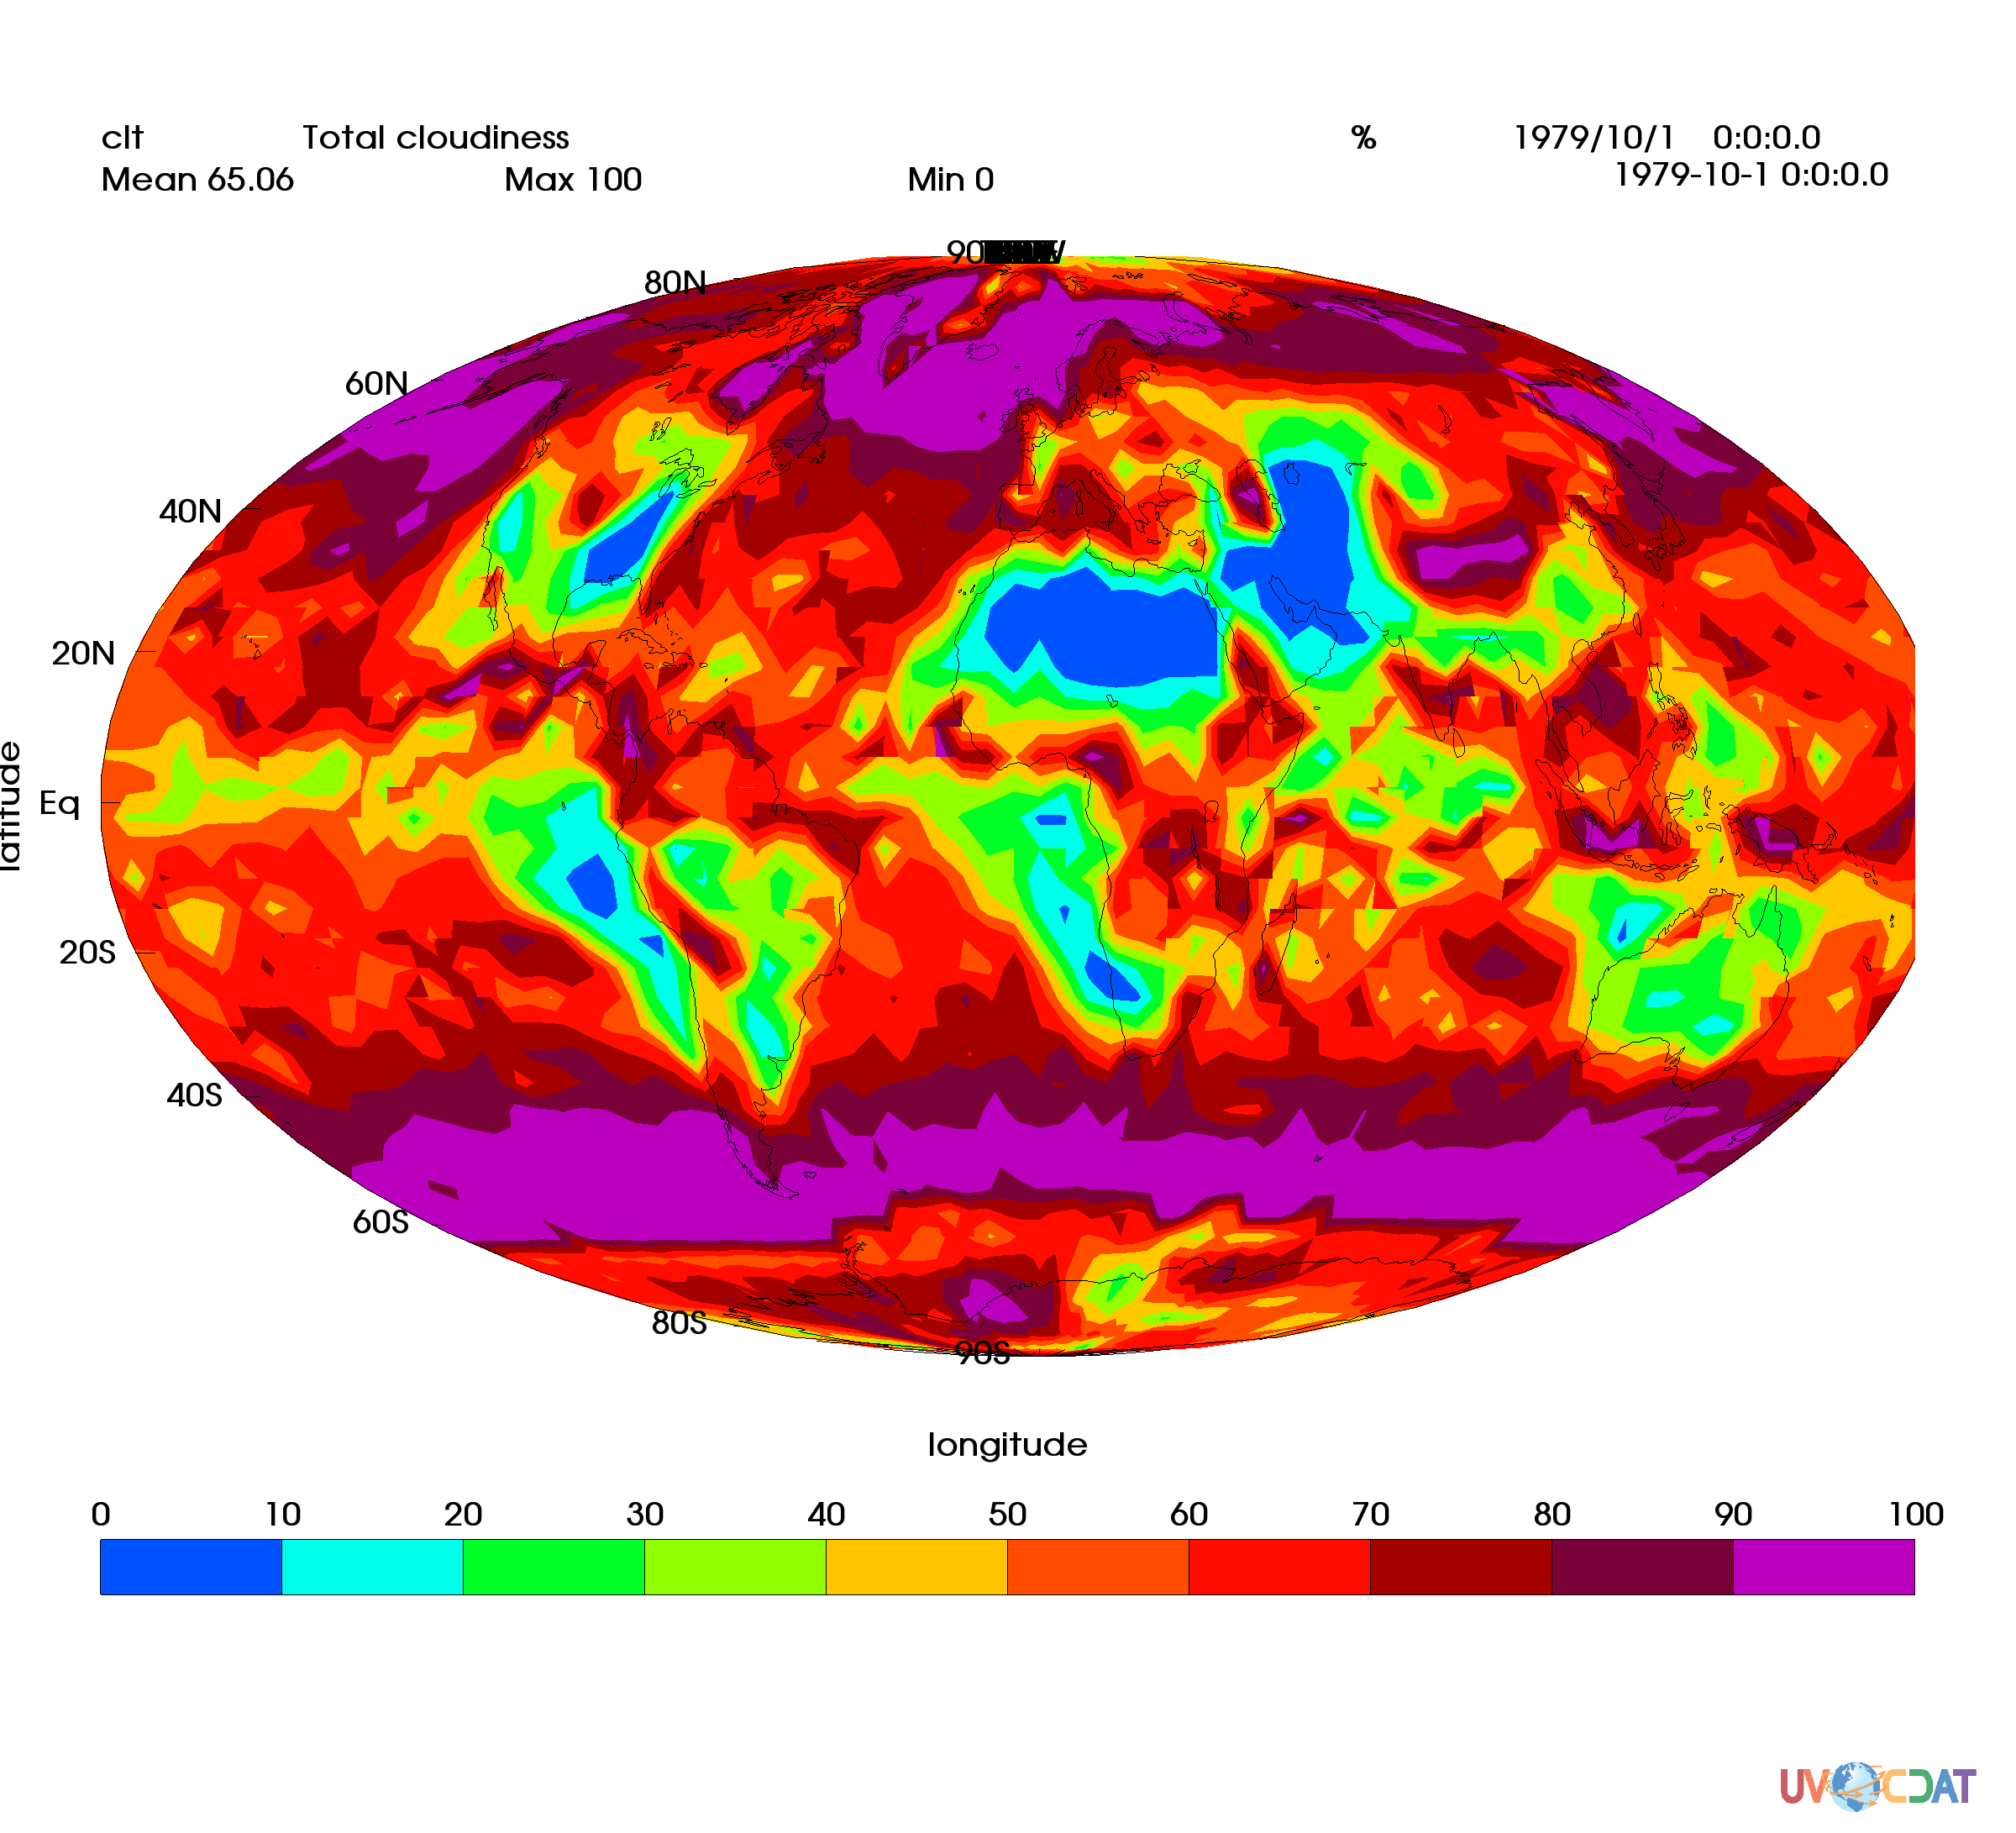 clt Total cloudiness % 1979/10/1 0:0:0.0
Mean 65.06 Max 100 Min 0 1979-10-1 0:0:0.0
80N
60N
40N
20N
Eq
20S
40S
60S
80S
90S
latitude
longitude
0 10 20 30 40 50 60 70 80 90 100
UV CDAT